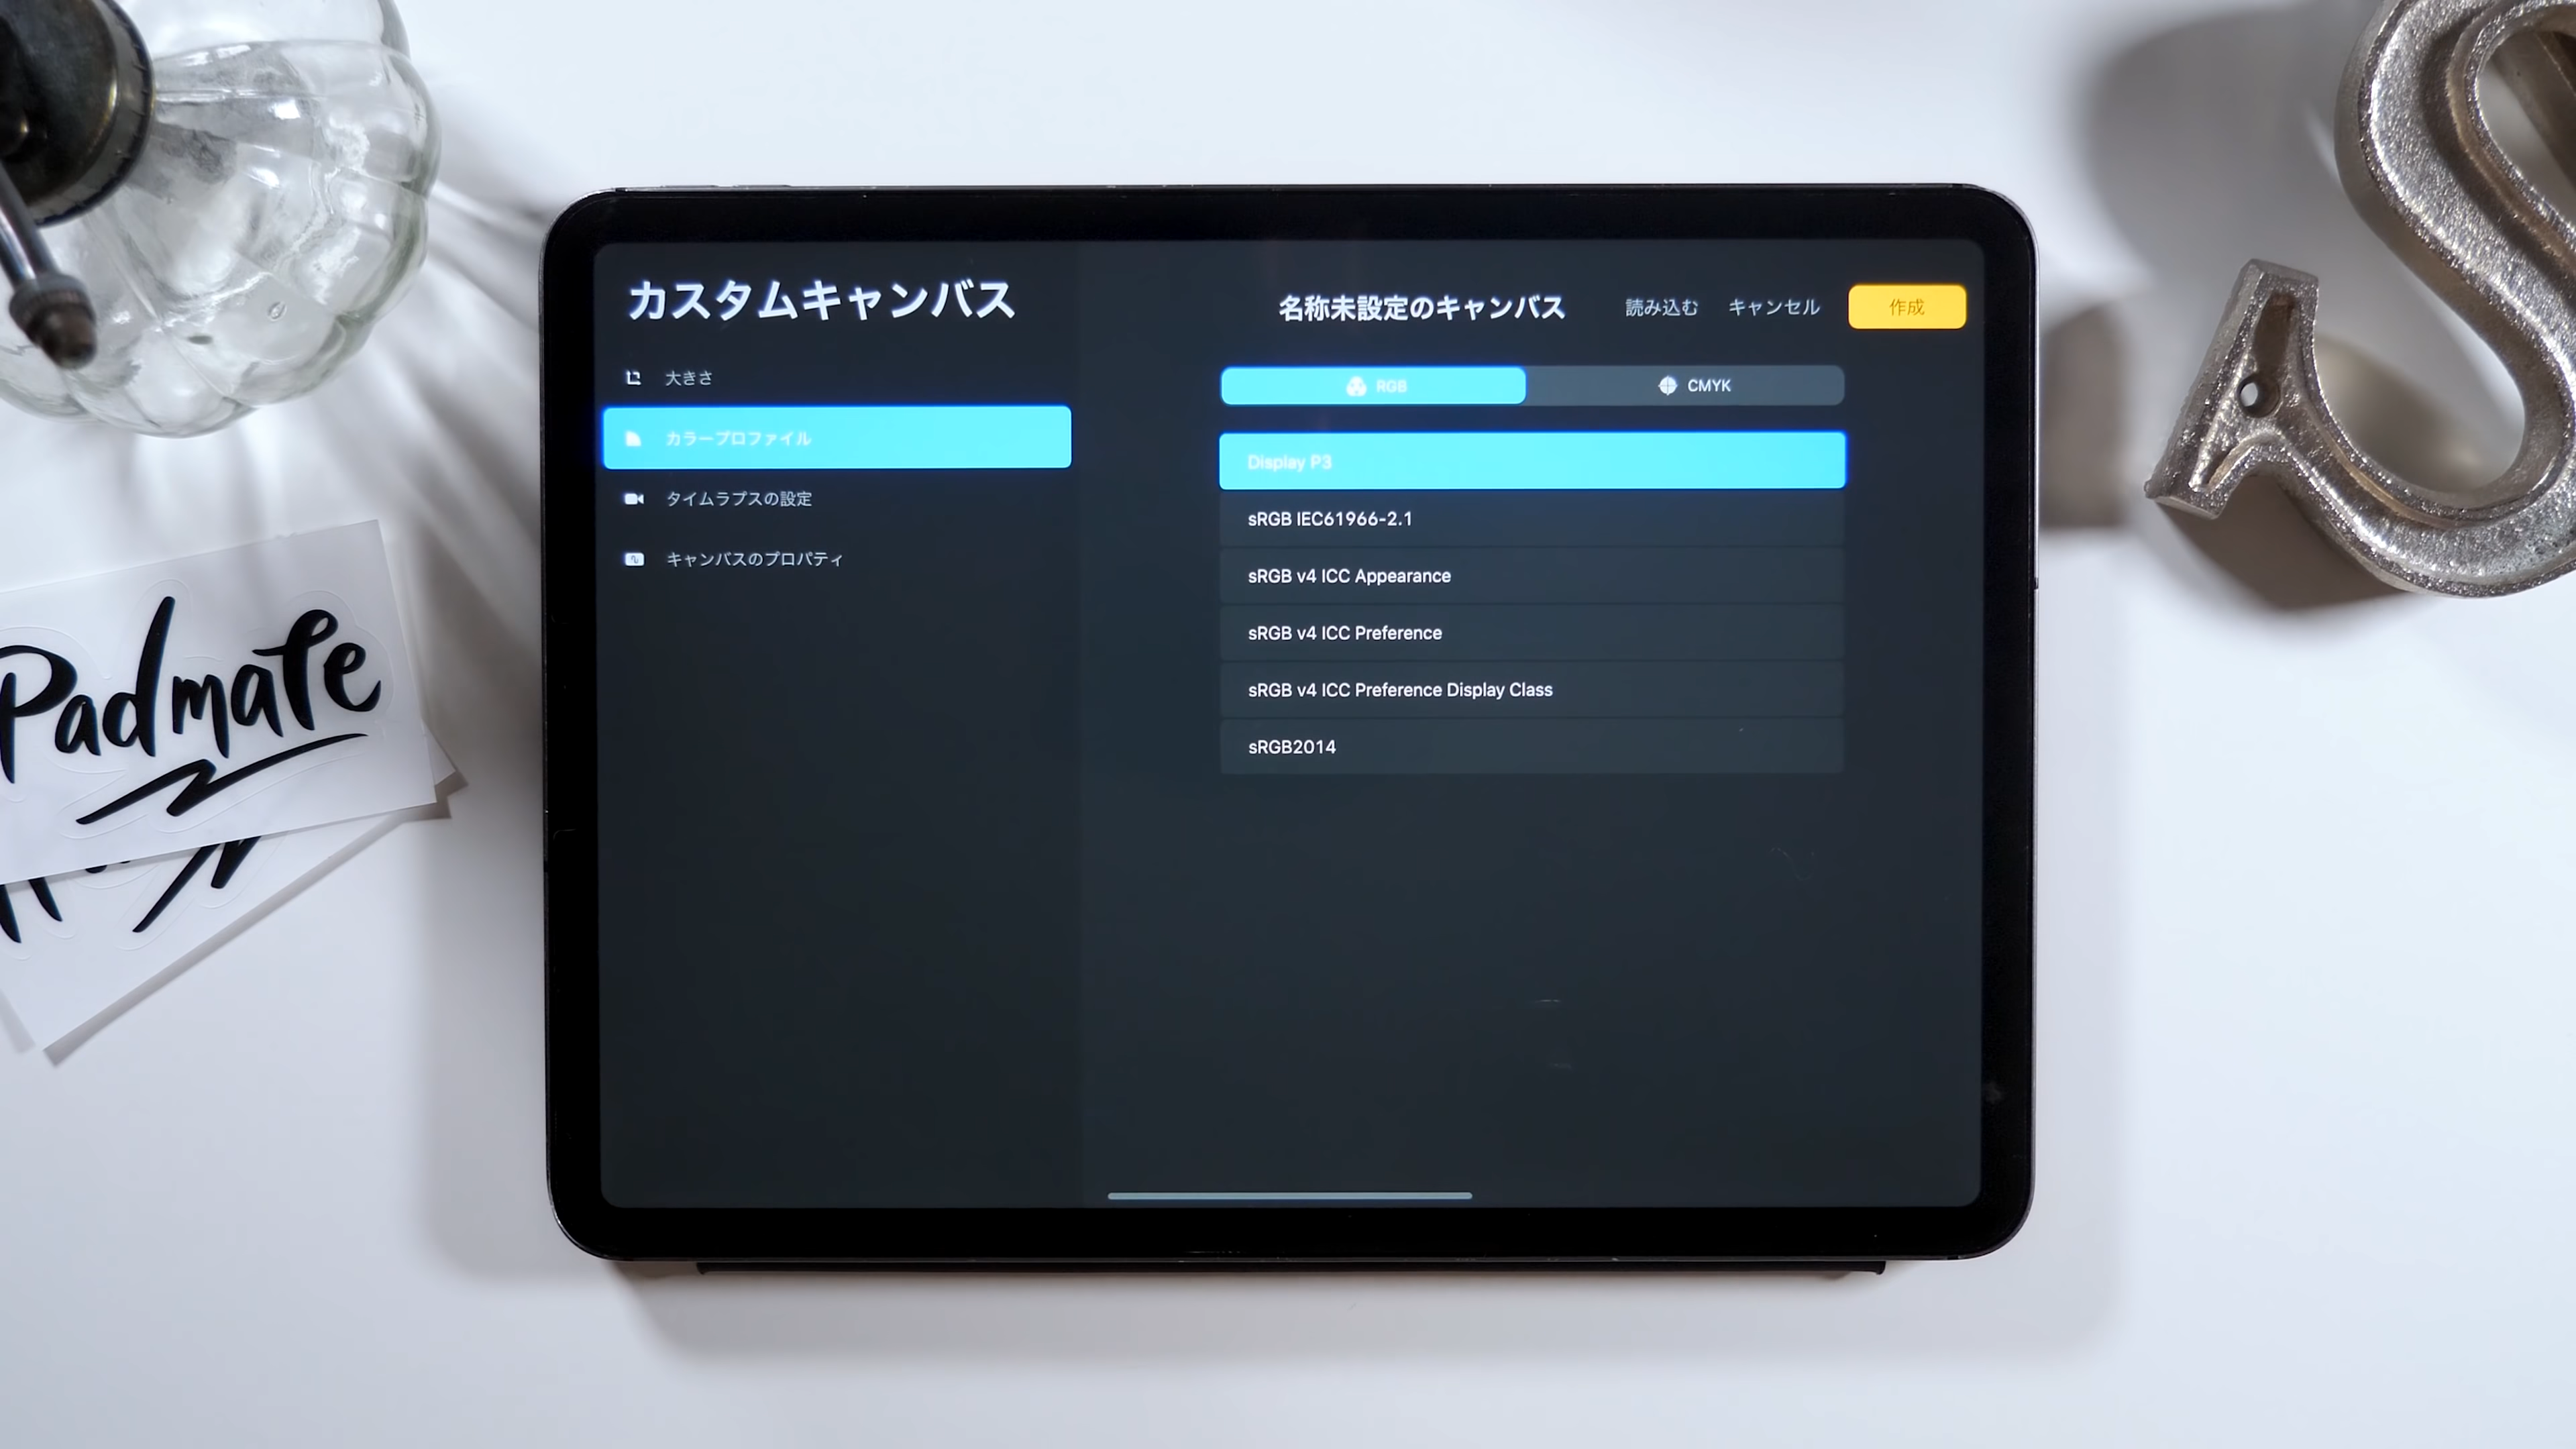 カスタムキャンバス
大きさ
カラープロファイル
タイムラプスの設定
キャンバスのプロパティ
名称未設定のキャンバス 読み込む キャンセル 作成
RGB CMYK
Display P3
sRGB IEC61966-2.1
sRGB v4 ICC Appearance
sRGB v4 ICC Preference
sRGB v4 ICC Preference Display Class
sRGB2014
Padmate
S